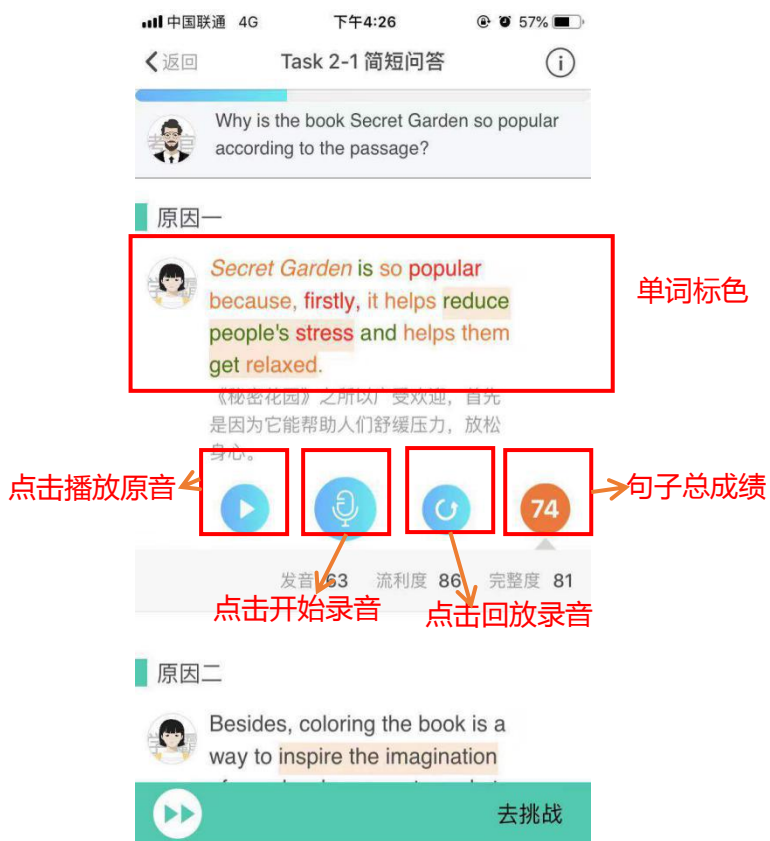 中国联通 4G 下午4:26 57%
返回 Task 2-1 简短问答 i
Why is the book Secret Garden so popular
according to the passage?
原因一
Secret Garden is so popular
because, firstly, it helps reduce
people's stress and helps them
get relaxed.
单词标色
《秘密花园》之所以广受欢迎，首先
是因为它能帮助人们舒缓压力，放松
身心。
点击播放原音
74
句子总成绩
发音 63 流利度 86 完整度 81
点击开始录音
点击回放录音
原因二
Besides, coloring the book is a
way to inspire the imagination
去挑战